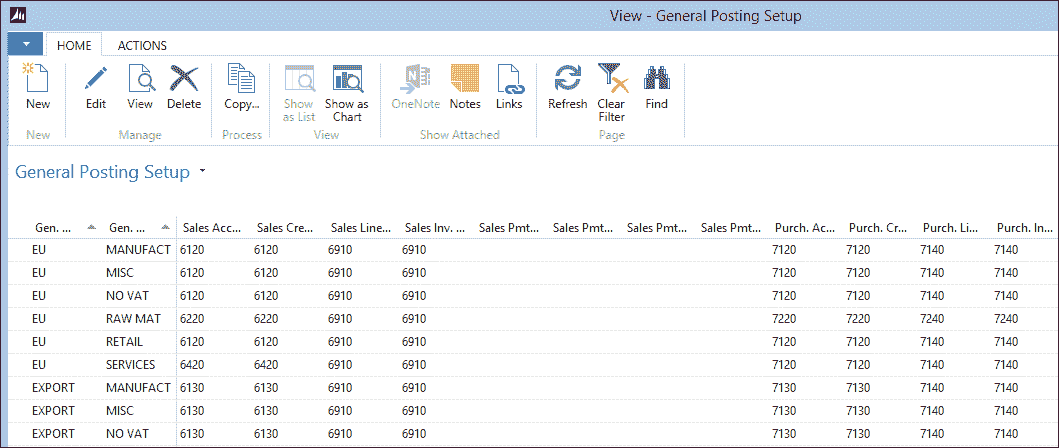 View - General Posting Setup
HOME ACTIONS
New Edit View Delete Copy... Show as List Show as Chart OneNote Notes Links Refresh Clear Filter Find
New Manage Process View Show Attached Page
General Posting Setup
Gen. ... Gen. ... Sales Acc... Sales Cre... Sales Line... Sales Inv. ... Sales Pmt... Sales Pmt... Sales Pmt... Sales Pmt... Purch. Ac... Purch. Cr... Purch. Li... Purch. In...
EU MANUFACT 6120 6120 6910 6910 7120 7120 7140 7140
EU MISC 6120 6120 6910 6910 7120 7120 7140 7140
EU NO VAT 6120 6120 6910 6910 7120 7120 7140 7140
EU RAW MAT 6220 6220 6910 6910 7220 7220 7240 7240
EU RETAIL 6120 6120 6910 6910 7120 7120 7140 7140
EU SERVICES 6420 6420 6910 6910 7120 7120 7140 7140
EXPORT MANUFACT 6130 6130 6910 6910 7130 7130 7140 7140
EXPORT MISC 6130 6130 6910 6910 7130 7130 7140 7140
EXPORT NO VAT 6130 6130 6910 6910 7130 7130 7140 7140